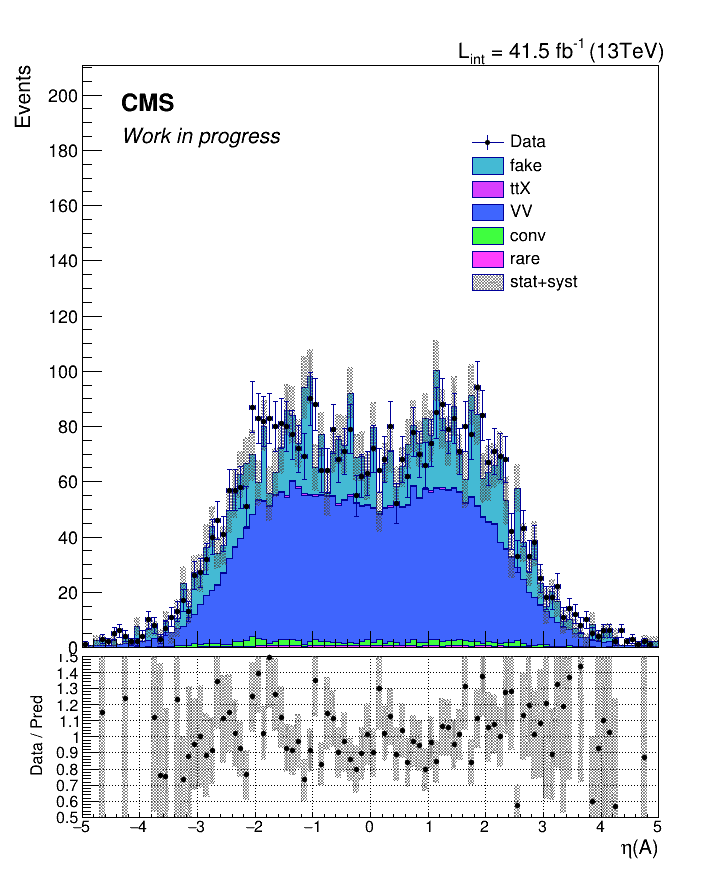 L_int = 41.5 fb^-1 (13TeV)
Events
CMS
Work in progress
Data
fake
ttX
VV
conv
rare
stat+syst
200
180
160
140
120
100
80
60
40
20
0
Data / Pred
1.5
1.4
1.3
1.2
1.1
1
0.9
0.8
0.7
0.6
0.5
−5 −4 −3 −2 −1 0 1 2 3 4 5
η(A)